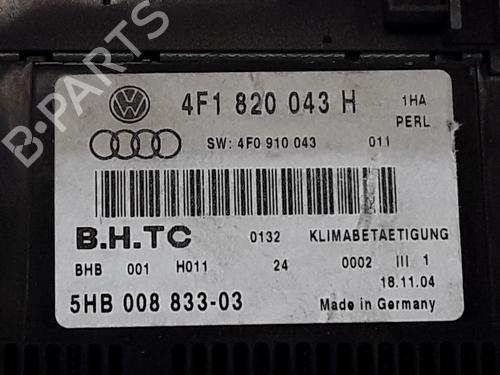 B-PARTS
4F1 820 043 H 1HA
PERL
SW: 4F0 910 043 011
B.H.TC 0132 KLIMABETAETIGUNG
BHB 001 H011 24 0002 III 1
18.11.04
5HB 008 833-03 Made in Germany